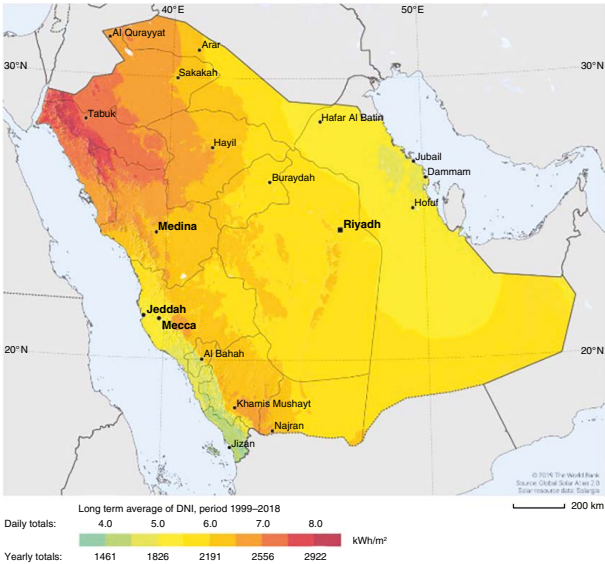 40°E 50°E
Al Qurayyat
Arar
30°N 30°N
Sakakah
Tabuk
Hafar Al Batin
Hayil
Jubail
Dammam
Buraydah
Hofuf
Medina
Riyadh
Jeddah
Mecca
20°N 20°N
Al Bahah
Khamis Mushayt
Najran
Jizan
© 2019 The World Bank
Source: Global Solar Atlas 2.0
Solar resource data: Solargis
200 km
Long term average of DNI, period 1999–2018
Daily totals: 4.0 5.0 6.0 7.0 8.0
kWh/m²
Yearly totals: 1461 1826 2191 2556 2922